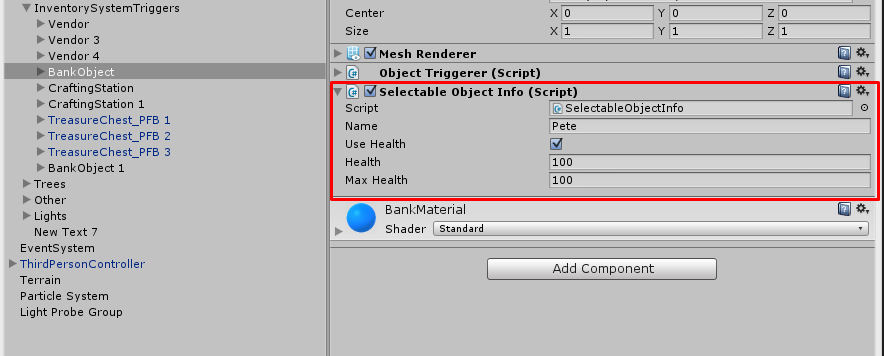 InventorySystemTriggers
Vendor
Vendor 3
Vendor 4
BankObject
CraftingStation
CraftingStation 1
TreasureChest_PFB 1
TreasureChest_PFB 2
TreasureChest_PFB 3
BankObject 1
Trees
Other
Lights
New Text 7
EventSystem
ThirdPersonController
Terrain
Particle System
Light Probe Group
Center X 0 Y 0 Z 0
Size X 1 Y 1 Z 1
Mesh Renderer
Object Triggerer (Script)
Selectable Object Info (Script)
Script SelectableObjectInfo
Name Pete
Use Health
Health 100
Max Health 100
BankMaterial
Shader Standard
Add Component